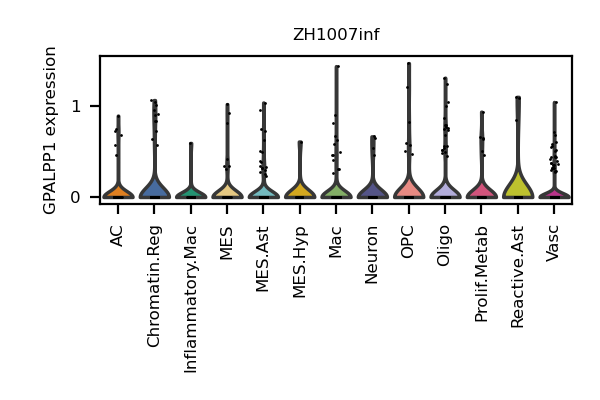 ZH1007inf
GPALPP1 expression
1
0
AC
Chromatin.Reg
Inflammatory.Mac
MES
MES.Ast
MES.Hyp
Mac
Neuron
OPC
Oligo
Prolif.Metab
Reactive.Ast
Vasc